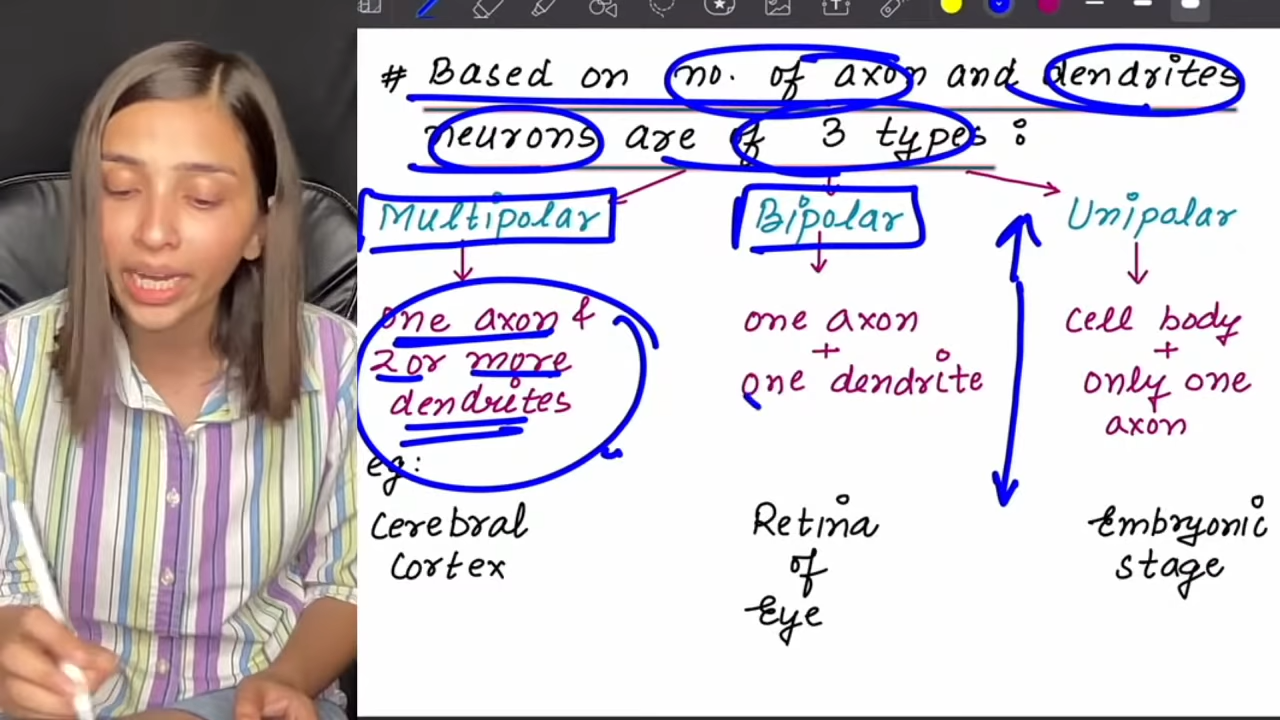 # Based on no. of axon and dendrites
neurons are of 3 types :
Multipolar
one axon &
2 or more
dendrites
eg:
Cerebral
Cortex
Bipolar
one axon
+
one dendrite
Retina
of
Eye
Unipolar
cell body
+
only one
axon
Embryonic
stage